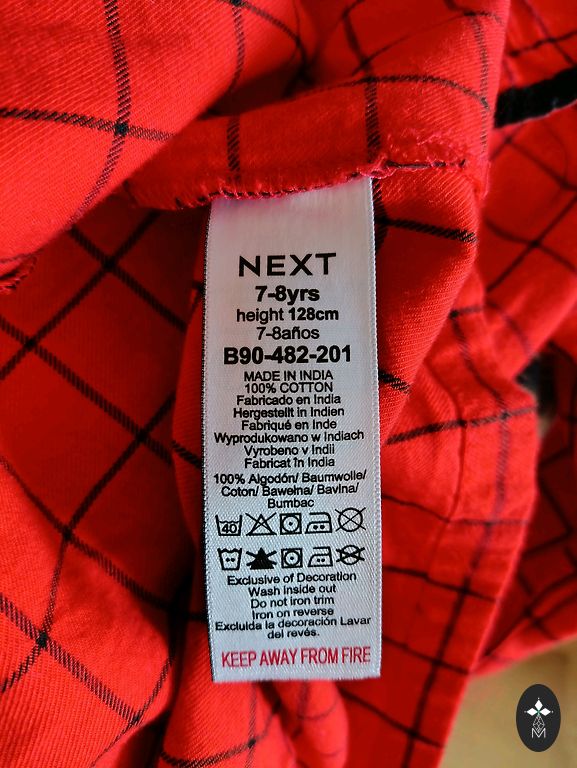 NEXT
7-8yrs
height 128cm
7-8años
B90-482-201
MADE IN INDIA
100% COTTON
Fabricado en India
Hergestellt in Indien
Fabriqué en Inde
Wyprodukowano w Indiach
Vyrobeno v Indii
Fabricat în India
100% Algodón/ Baumwolle/
Coton/ Bawełna/ Bavlna/
Bumbac
40
Exclusive of Decoration
Wash inside out
Do not iron trim
Iron on reverse
Excluida la decoración Lavar
del revés.
KEEP AWAY FROM FIRE
M